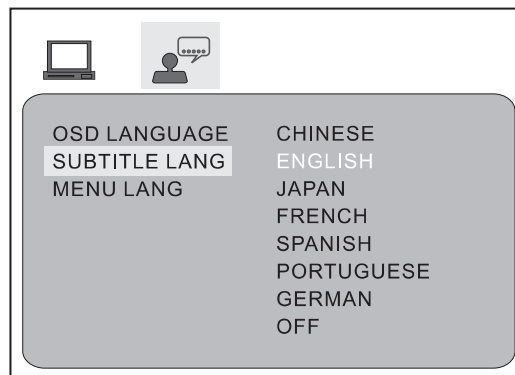 OSD LANGUAGE
SUBTITLE LANG
MENU LANG
CHINESE
ENGLISH
JAPAN
FRENCH
SPANISH
PORTUGUESE
GERMAN
OFF